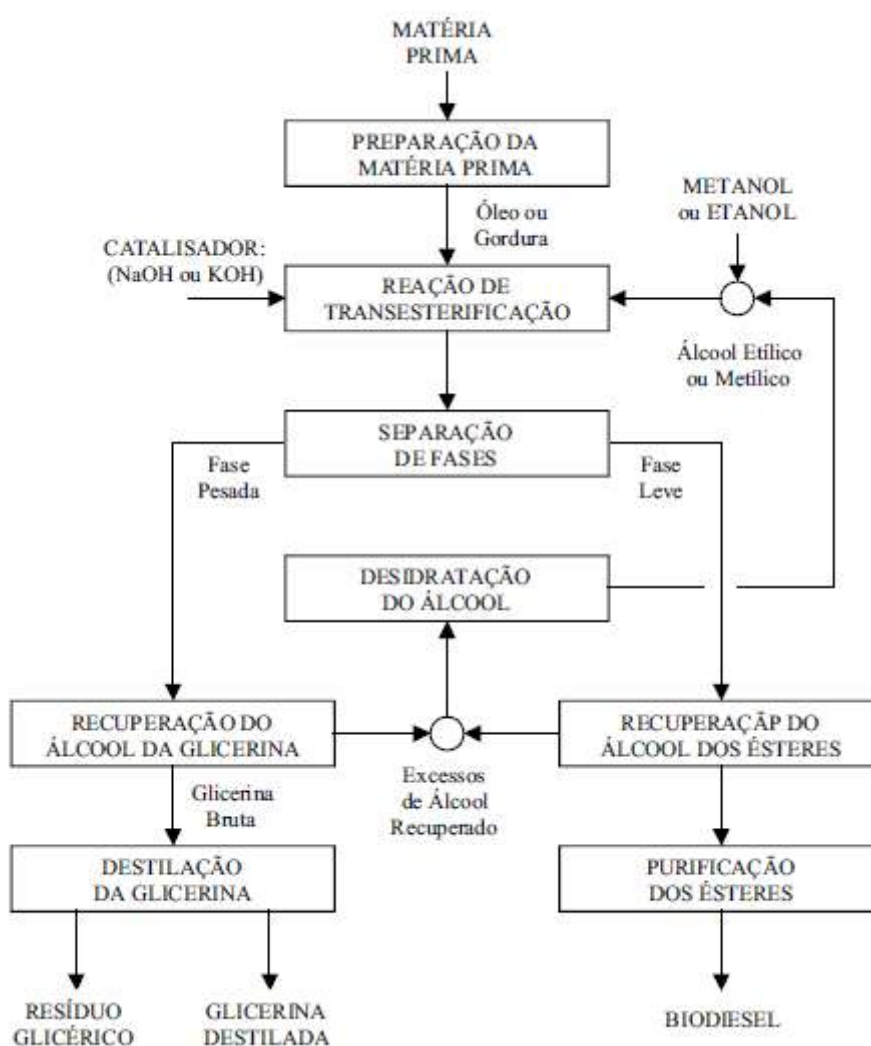 MATÉRIA
PRIMA
PREPARAÇÃO DA
MATÉRIA PRIMA
METANOL
ou ETANOL
Óleo ou
Gordura
CATALISADOR:
(NaOH ou KOH)
REAÇÃO DE
TRANSESTERIFICAÇÃO
Álcool Etílico
ou Metílico
SEPARAÇÃO
DE FASES
Fase
Pesada
Fase
Leve
DESIDRATAÇÃO
DO ÁLCOOL
RECUPERAÇÃO DO
ÁLCOOL DA GLICERINA
RECUPERAÇÃP DO
ÁLCOOL DOS ÉSTERES
Excessos
de Álcool
Recuperado
Glicerina
Bruta
DESTILAÇÃO
DA GLICERINA
PURIFICAÇÃO
DOS ÉSTERES
RESÍDUO
GLICÉRICO
GLICERINA
DESTILADA
BIODIESEL